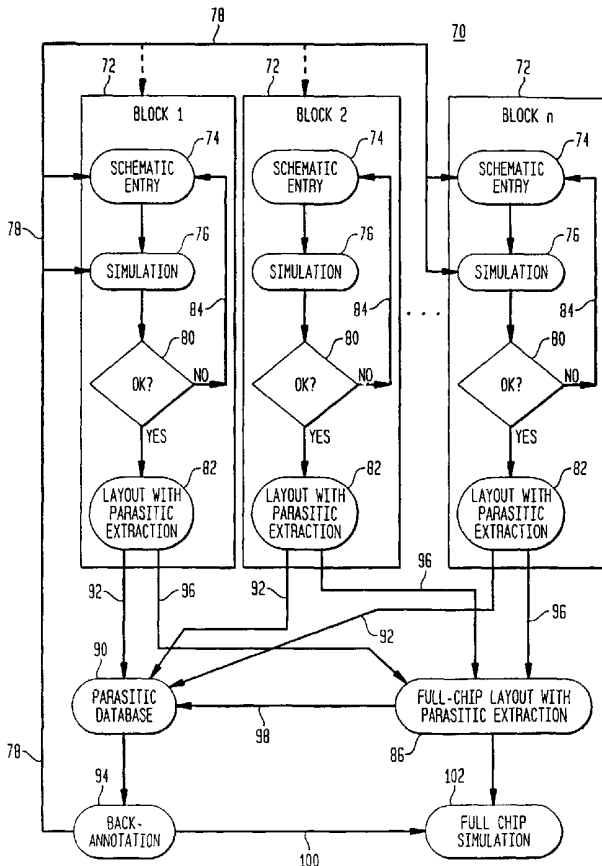 78
70
72
72
72
BLOCK 1
BLOCK 2
BLOCK n
74
74
74
SCHEMATIC
ENTRY
SCHEMATIC
ENTRY
SCHEMATIC
ENTRY
78
76
76
76
SIMULATION
SIMULATION
SIMULATION
84
84
84
80
80
80
. . . .
OK?
NO
OK?
NO
OK?
NO
YES
YES
YES
82
82
82
LAYOUT WITH
PARASITIC
EXTRACTION
LAYOUT WITH
PARASITIC
EXTRACTION
LAYOUT WITH
PARASITIC
EXTRACTION
92
96
92
96
92
96
90
PARASITIC
DATABASE
98
FULL-CHIP LAYOUT WITH
PARASITIC EXTRACTION
86
78
94
BACK-
ANNOTATION
100
102
FULL CHIP
SIMULATION